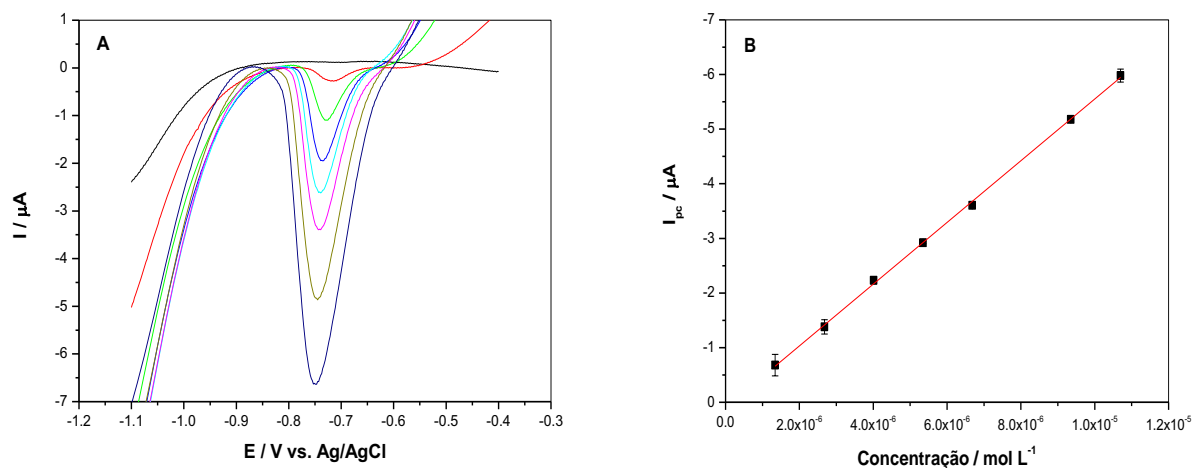 A
I / µA
1
0
-1
-2
-3
-4
-5
-6
-7
-1.2 -1.1 -1.0 -0.9 -0.8 -0.7 -0.6 -0.5 -0.4 -0.3
E / V vs. Ag/AgCl
B
I_pc / µA
-7
-6
-5
-4
-3
-2
-1
0
0.0 2.0x10⁻⁶ 4.0x10⁻⁶ 6.0x10⁻⁶ 8.0x10⁻⁶ 1.0x10⁻⁵ 1.2x10⁻⁵
Concentração / mol L⁻¹